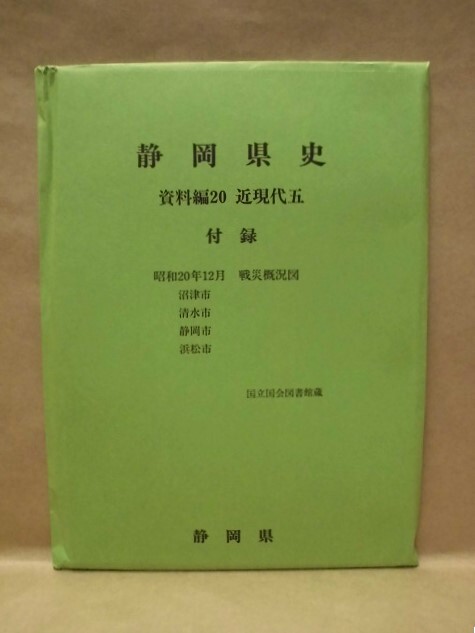 静岡県史
資料編20 近現代五
付録
昭和20年12月 戦災概況図
沼津市
清水市
静岡市
浜松市
国立国会図書館蔵
静岡県